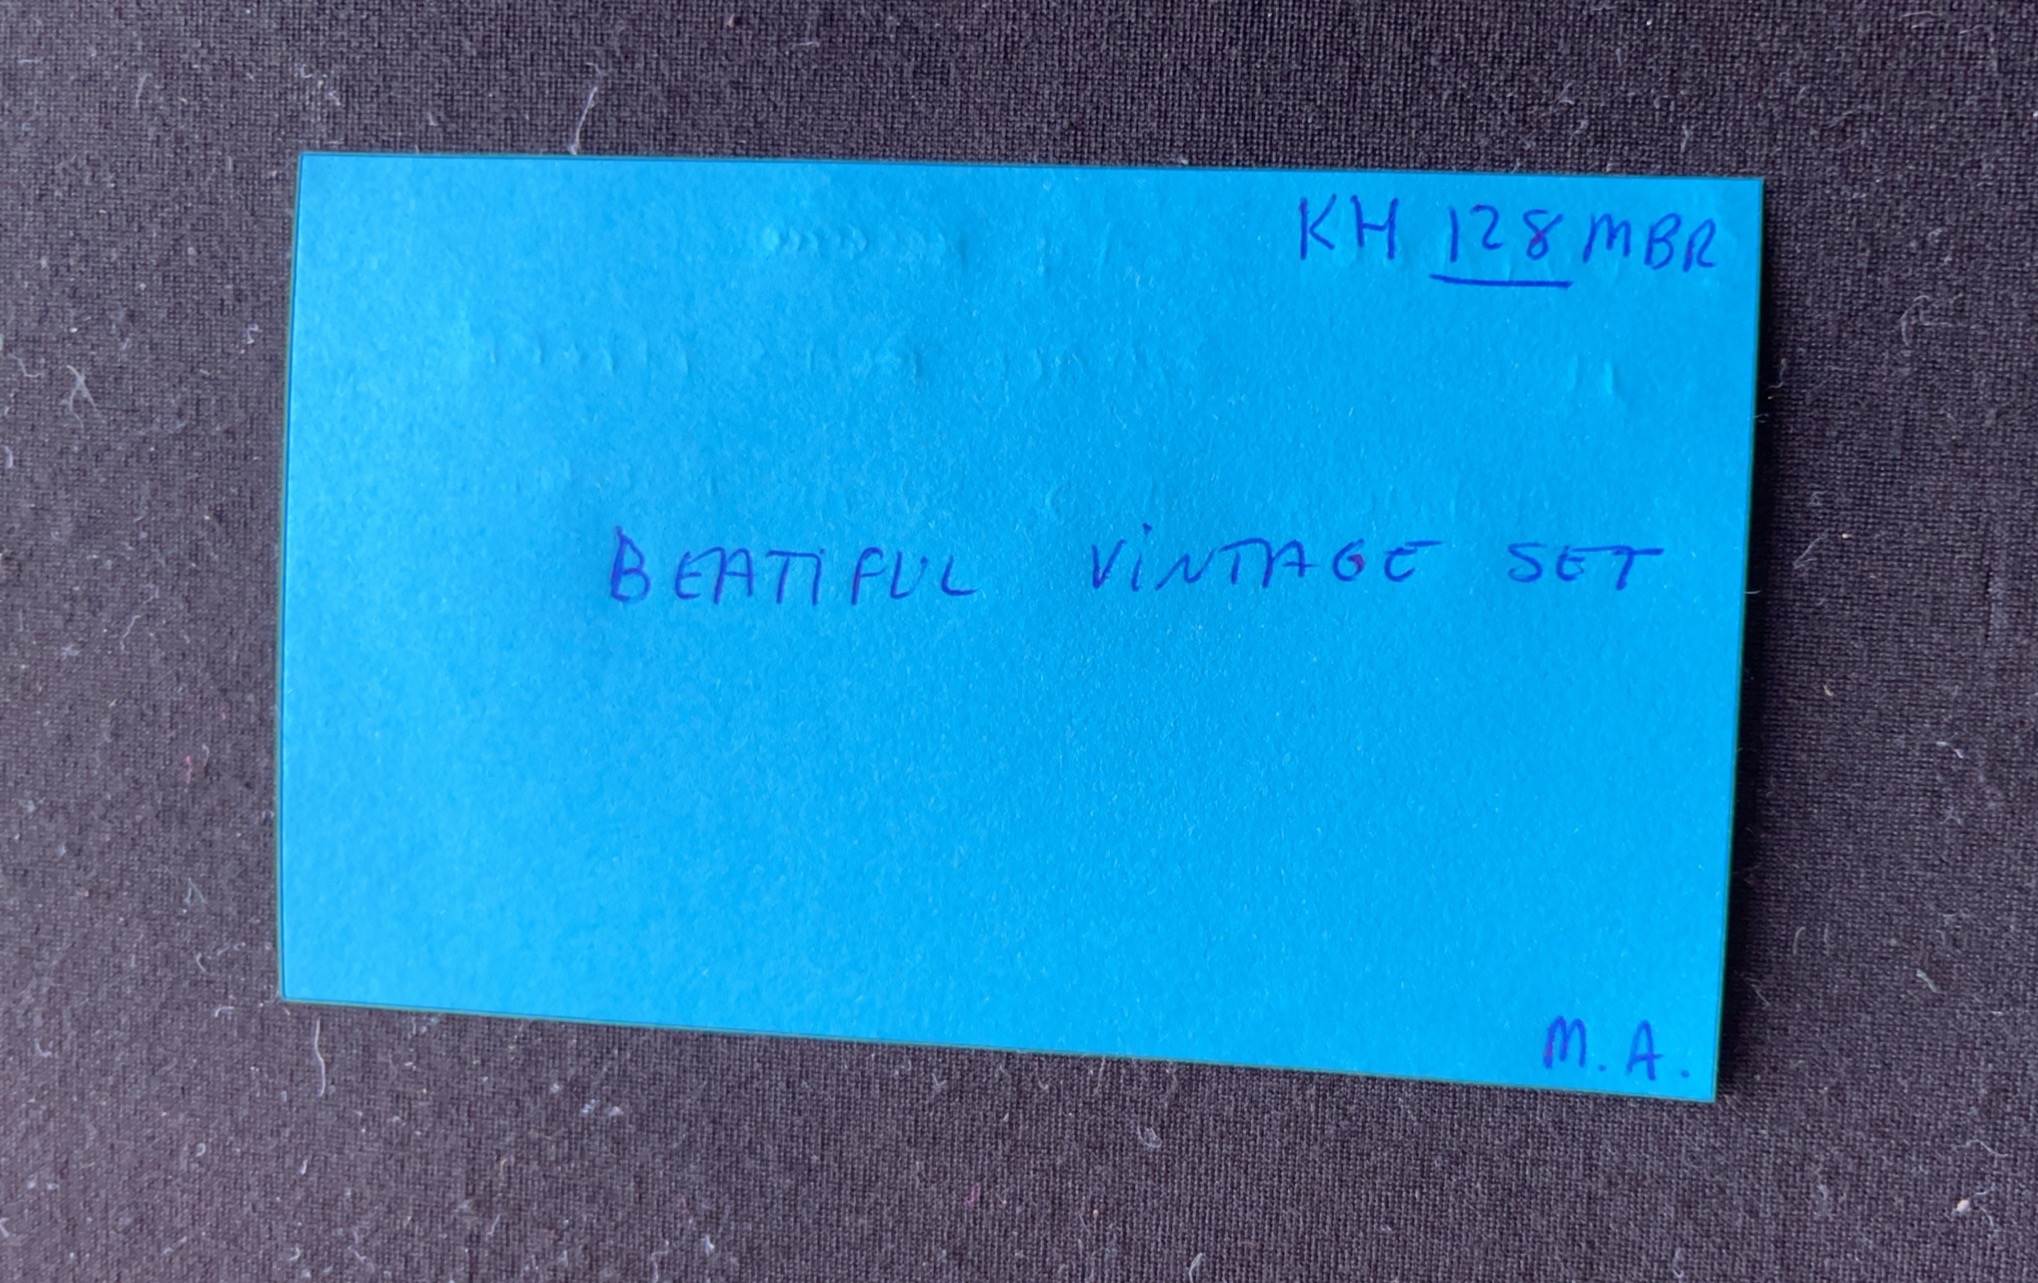 KH 128 MBR
BEATIFUL VINTAGE SET
M.A.